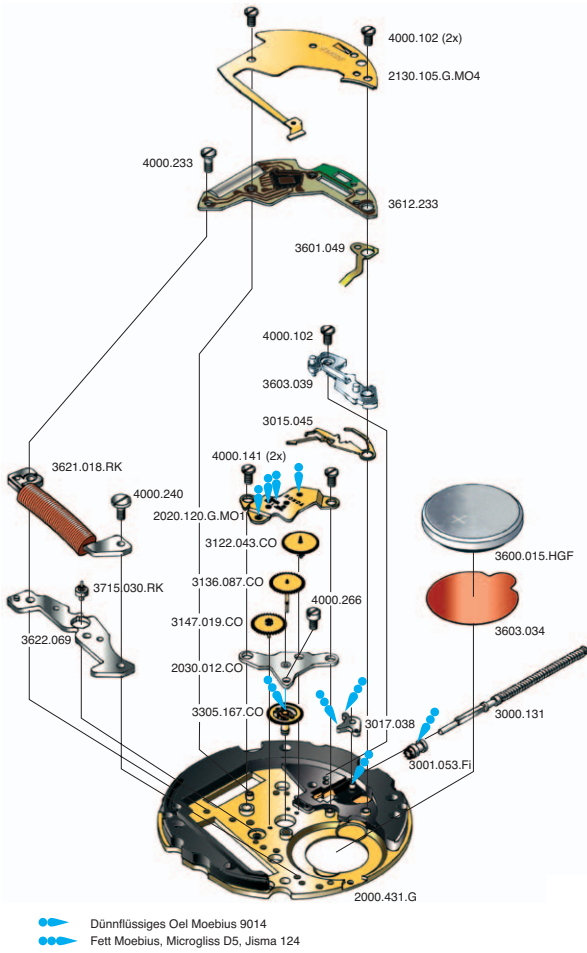 4000.102 (2x)
2130.105.G.MO4
4000.233
3612.233
3601.049
4000.102
3603.039
3015.045
4000.141 (2x)
3621.018.RK
4000.240
2020.120.G.MO1
3122.043.CO
3600.015.HGF
3136.087.CO
3715.030.RK
4000.266
3147.019.CO
3603.034
3622.069
2030.012.CO
3305.167.CO
3017.038
3000.131
3001.053.Fi
2000.431.G
Dünnflüssiges Oel Moebius 9014
Fett Moebius, Microgliss D5, Jisma 124